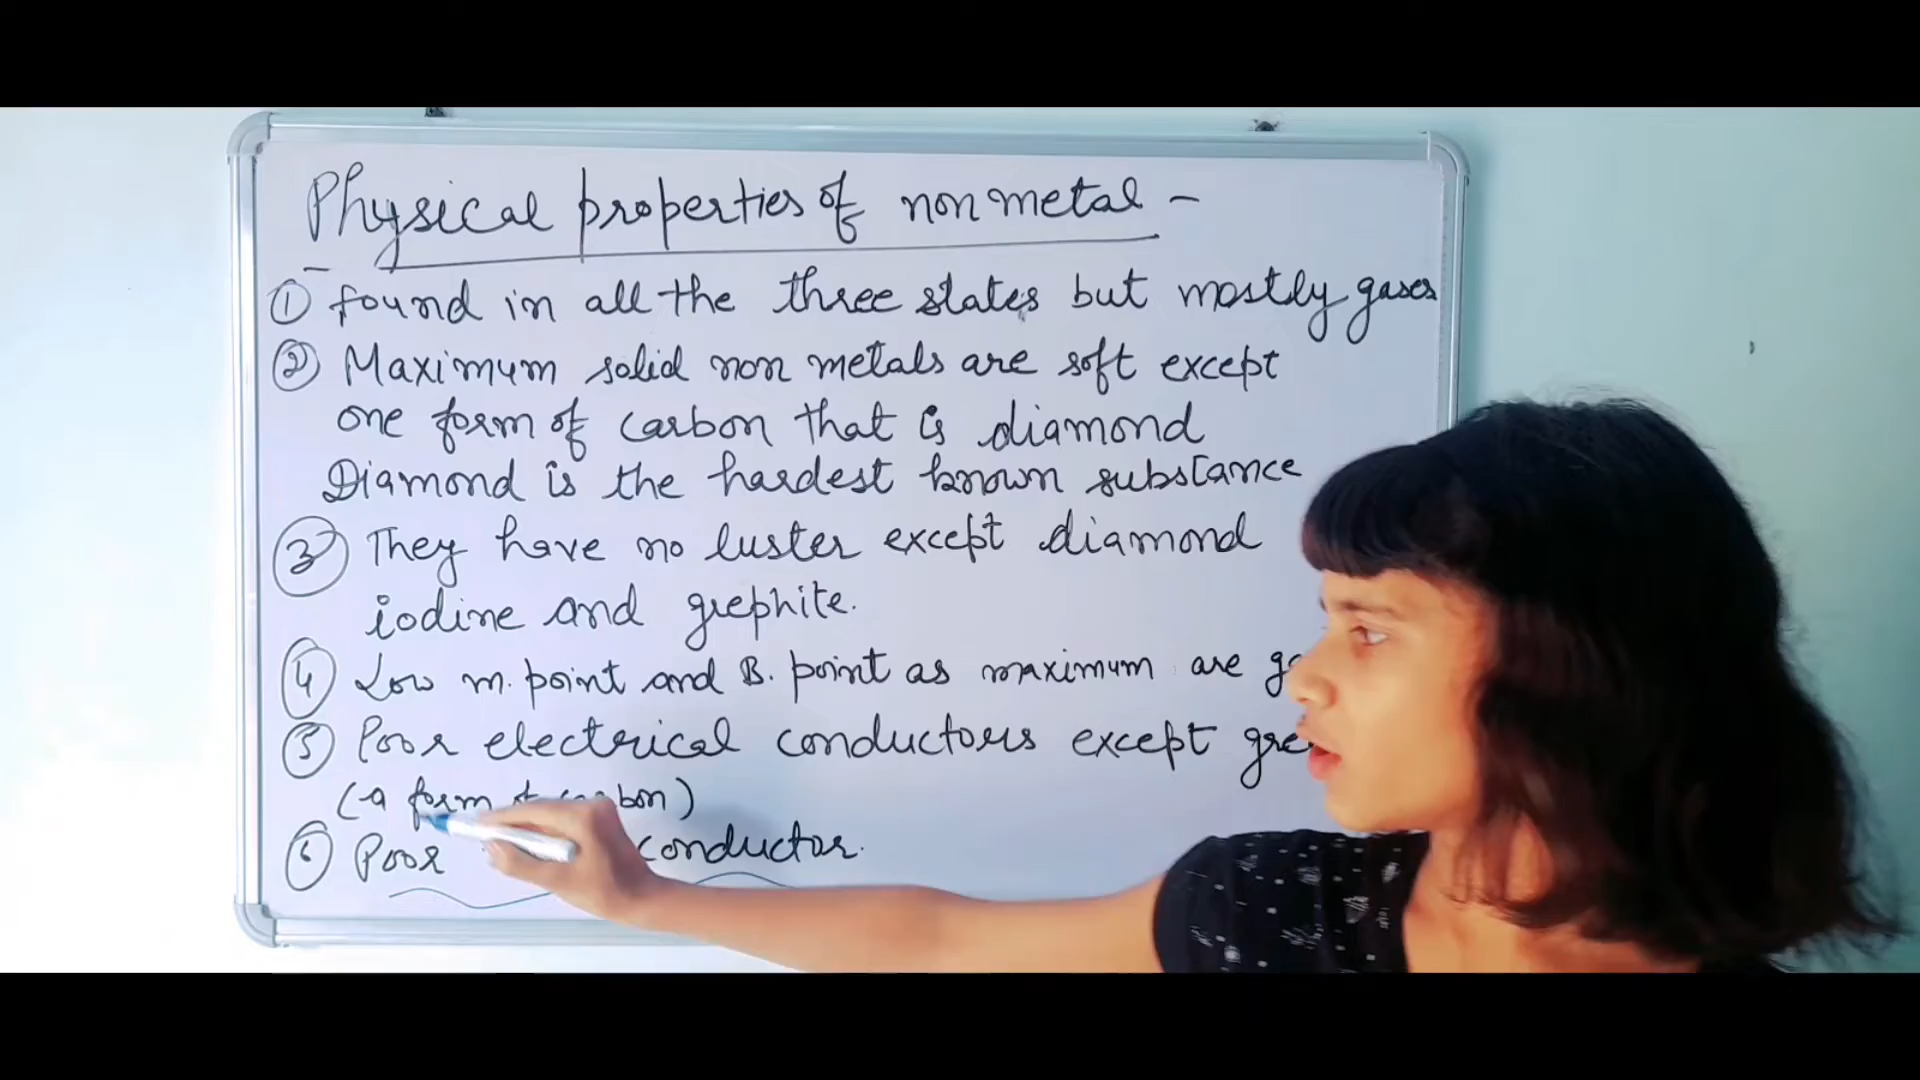 Physical properties of non metal -
① found in all the three states but mostly gases
② Maximum solid non metals are soft except
one form of carbon that is diamond
Diamond is the hardest known substance
③ They have no luster except diamond
iodine and grephite.
④ Low m. point and B. point as maximum are
⑤ Poor electrical conductors except
(a form of carbon)
⑥ Poor conductor.